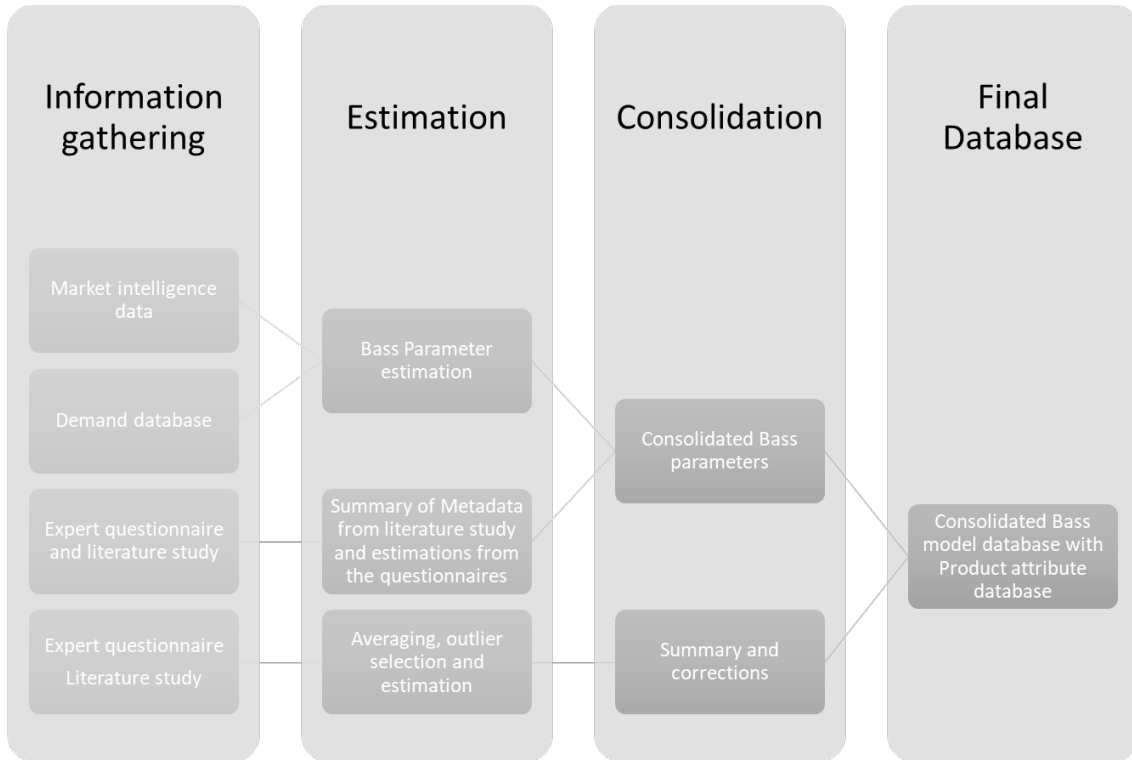 Information
gathering
Estimation
Consolidation
Final
Database
Market intelligence
data
Demand database
Expert questionnaire
and literature study
Expert questionnaire
Literature study
Bass Parameter
estimation
Summary of Metadata
from literature study
and estimations from
the questionnaires
Averaging, outlier
selection and
estimation
Consolidated Bass
parameters
Summary and
corrections
Consolidated Bass
model database with
Product attribute
database